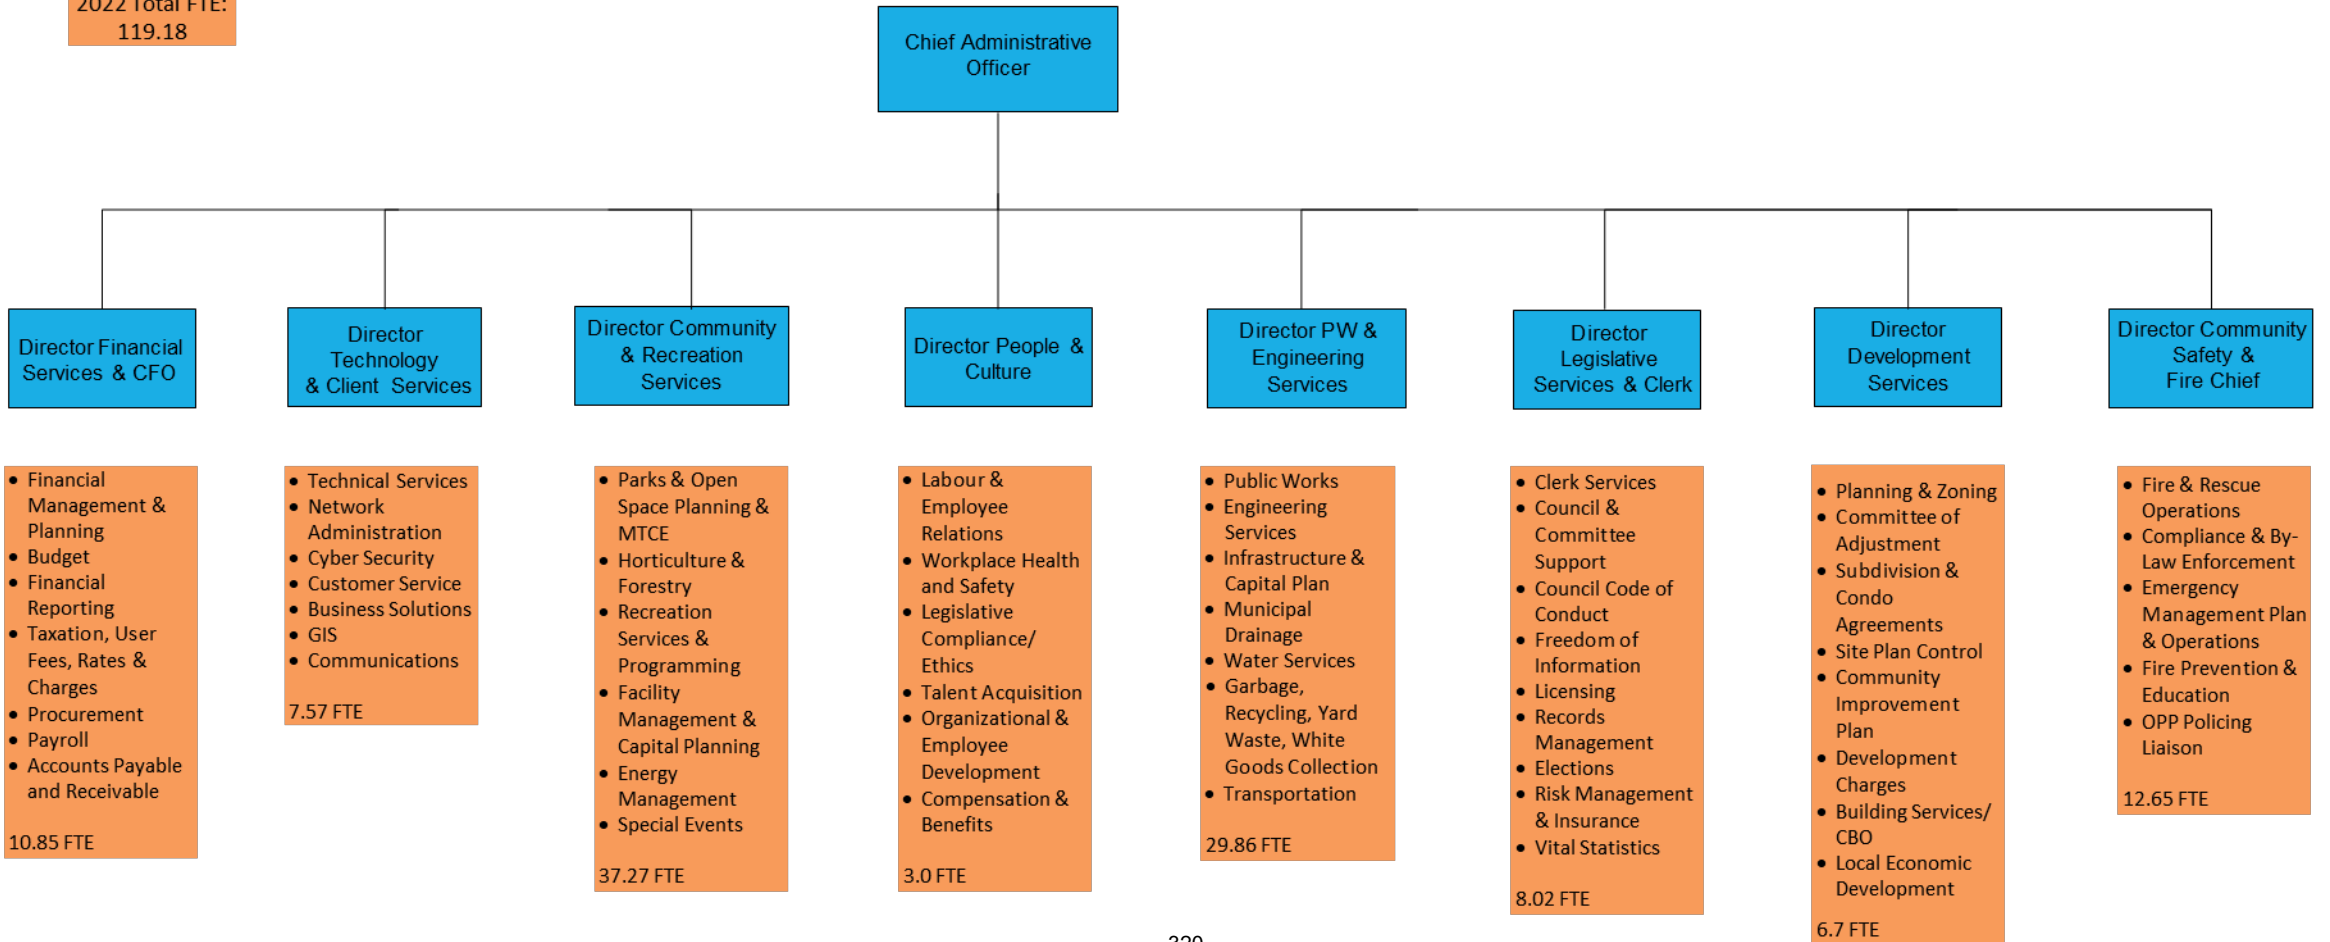 2022 Total FTE:
119.18
Chief Administrative
Officer
Director Financial
Services & CFO
Director
Technology
& Client Services
Director Community
& Recreation
Services
Director People &
Culture
Director PW &
Engineering
Services
Director
Legislative
Services & Clerk
Director
Development
Services
Director Community
Safety &
Fire Chief
• Financial
Management &
Planning
• Budget
• Financial
Reporting
• Taxation, User
Fees, Rates &
Charges
• Procurement
• Payroll
• Accounts Payable
and Receivable
10.85 FTE
• Technical Services
• Network
Administration
• Cyber Security
• Customer Service
• Business Solutions
• GIS
• Communications
7.57 FTE
• Parks & Open
Space Planning &
MTCE
• Horticulture &
Forestry
• Recreation
Services &
Programming
• Facility
Management &
Capital Planning
• Energy
Management
• Special Events
37.27 FTE
• Labour &
Employee
Relations
• Workplace Health
and Safety
• Legislative
Compliance/
Ethics
• Talent Acquisition
• Organizational &
Employee
Development
• Compensation &
Benefits
3.0 FTE
• Public Works
• Engineering
Services
• Infrastructure &
Capital Plan
• Municipal
Drainage
• Water Services
• Garbage,
Recycling, Yard
Waste, White
Goods Collection
• Transportation
29.86 FTE
• Clerk Services
• Council &
Committee
Support
• Council Code of
Conduct
• Freedom of
Information
• Licensing
• Records
Management
• Elections
• Risk Management
& Insurance
• Vital Statistics
8.02 FTE
• Planning & Zoning
• Committee of
Adjustment
• Subdivision &
Condo
Agreements
• Site Plan Control
• Community
Improvement
Plan
• Development
Charges
• Building Services/
CBO
• Local Economic
Development
6.7 FTE
• Fire & Rescue
Operations
• Compliance & By-
Law Enforcement
• Emergency
Management Plan
& Operations
• Fire Prevention &
Education
• OPP Policing
Liaison
12.65 FTE